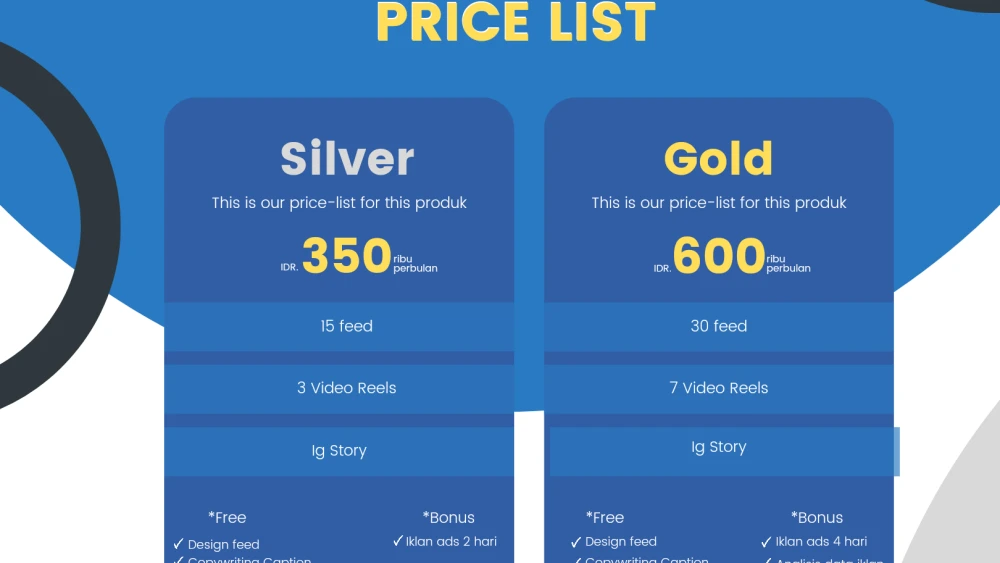 PRICE LIST
Silver
This is our price-list for this produk
IDR. 350 ribu
perbulan
15 feed
3 Video Reels
Ig Story
*Free
✓ Design feed
✓ Copywriting Caption
*Bonus
✓ Iklan ads 2 hari
Gold
This is our price-list for this produk
IDR. 600 ribu
perbulan
30 feed
7 Video Reels
Ig Story
*Free
✓ Design feed
✓ Copywriting Caption
*Bonus
✓ Iklan ads 4 hari
✓ Analisis data iklan